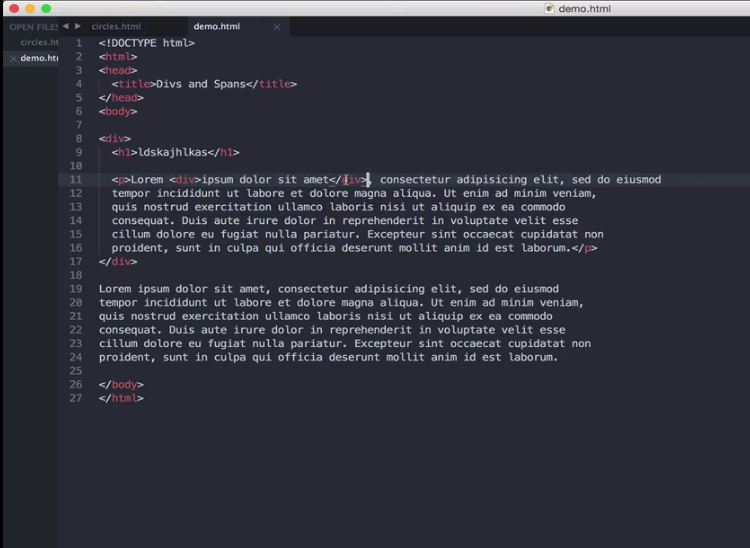 demo.html
OPEN FILES
circles.html
demo.html
circles.ht
demo.htm
1 <!DOCTYPE html>
2 <html>
3 <head>
4 <title>Divs and Spans</title>
5 </head>
6 <body>
7
8 <div>
9 <h1>ldskajhlkas</h1>
10
11 <p>Lorem <div>ipsum dolor sit amet</div>, consectetur adipisicing elit, sed do eiusmod
12 tempor incididunt ut labore et dolore magna aliqua. Ut enim ad minim veniam,
13 quis nostrud exercitation ullamco laboris nisi ut aliquip ex ea commodo
14 consequat. Duis aute irure dolor in reprehenderit in voluptate velit esse
15 cillum dolore eu fugiat nulla pariatur. Excepteur sint occaecat cupidatat non
16 proident, sunt in culpa qui officia deserunt mollit anim id est laborum.</p>
17 </div>
18
19 Lorem ipsum dolor sit amet, consectetur adipisicing elit, sed do eiusmod
20 tempor incididunt ut labore et dolore magna aliqua. Ut enim ad minim veniam,
21 quis nostrud exercitation ullamco laboris nisi ut aliquip ex ea commodo
22 consequat. Duis aute irure dolor in reprehenderit in voluptate velit esse
23 cillum dolore eu fugiat nulla pariatur. Excepteur sint occaecat cupidatat non
24 proident, sunt in culpa qui officia deserunt mollit anim id est laborum.
25
26 </body>
27 </html>